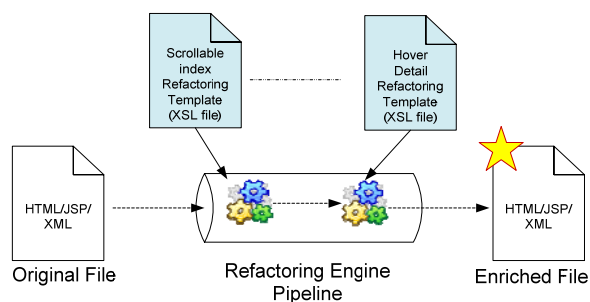 Scrollable
index
Refactoring
Template
(XSL file)
Hover
Detail
Refactoring
Template
(XSL file)
HTML/JSP/
XML
HTML/JSP/
XML
Original File
Refactoring Engine
Pipeline
Enriched File